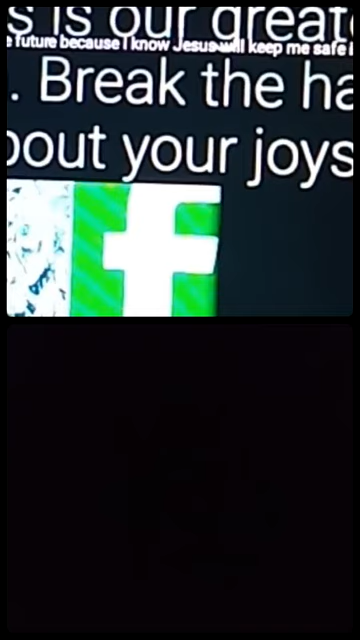 s is our great
future because I know Jesus will keep me safe
. Break the ha
bout your joys
f